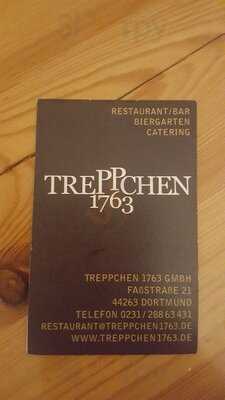 RESTAURANT/BAR
BIERGARTEN
CATERING
TREPPCHEN
1763
TREPPCHEN 1763 GMBH
FAßSTRAßE 21
44263 DORTMUND
TELEFON 0231/288 63 431
RESTAURANT@TREPPCHEN1763.DE
WWW.TREPPCHEN1763.DE